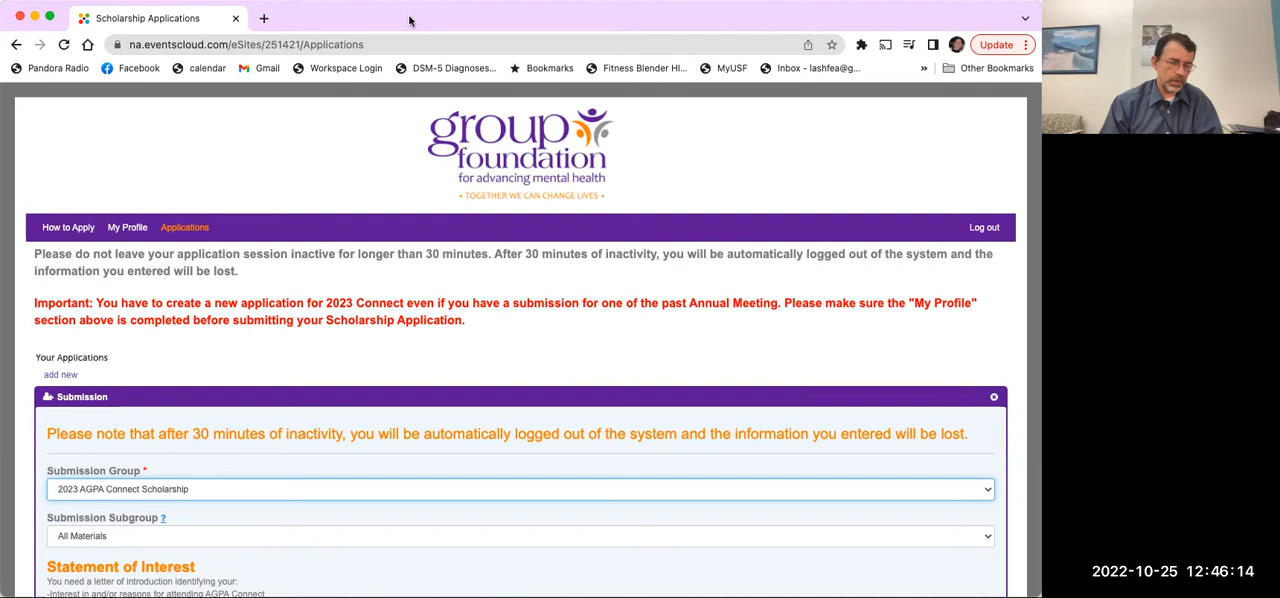 Scholarship Applications
na.eventscloud.com/eSites/251421/Applications
Update
Pandora Radio Facebook calendar Gmail Workspace Login DSM-5 Diagnoses... Bookmarks Fitness Blender HI... MyUSF Inbox - lashfea@g... » Other Bookmarks
group
foundation
for advancing mental health
• TOGETHER WE CAN CHANGE LIVES •
How to Apply My Profile Applications Log out
Please do not leave your application session inactive for longer than 30 minutes. After 30 minutes of inactivity, you will be automatically logged out of the system and the
information you entered will be lost.
Important: You have to create a new application for 2023 Connect even if you have a submission for one of the past Annual Meeting. Please make sure the "My Profile"
section above is completed before submitting your Scholarship Application.
Your Applications
add new
Submission
Please note that after 30 minutes of inactivity, you will be automatically logged out of the system and the information you entered will be lost.
Submission Group *
2023 AGPA Connect Scholarship
Submission Subgroup ?
All Materials
Statement of Interest
You need a letter of introduction identifying your:
-Interest in and/or reasons for attending AGPA Connect
2022-10-25 12:46:14